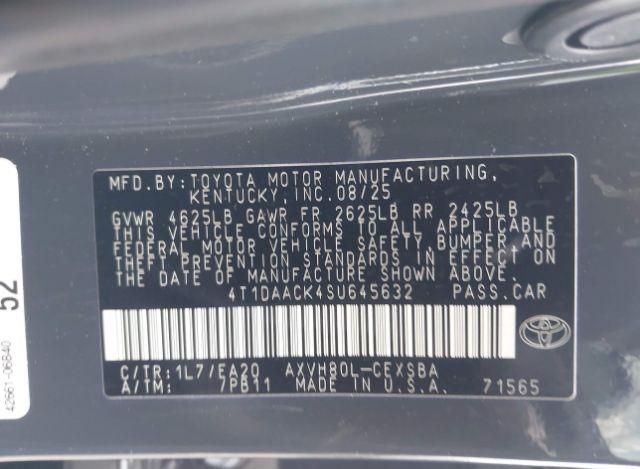 MFD.BY:TOYOTA MOTOR MANUFACTURING,
KENTUCKY,INC.08/25
GVWR 4625LB GAWR FR 2625LB RR 2425LB
THIS VEHICLE CONFORMS TO ALL APPLICABLE
FEDERAL MOTOR VEHICLE SAFETY,BUMPER AND
THEFT PREVENTION STANDARDS IN EFFECT ON
THE DATE OF MANUFACTURE SHOWN ABOVE.
4T1DAACK4SU645632 PASS.CAR
C/TR:1L7/EA20 AXVH80L-CEXSBA
A/TM: 7PB11 MADE IN U.S.A. 71565
52
42661-06B40